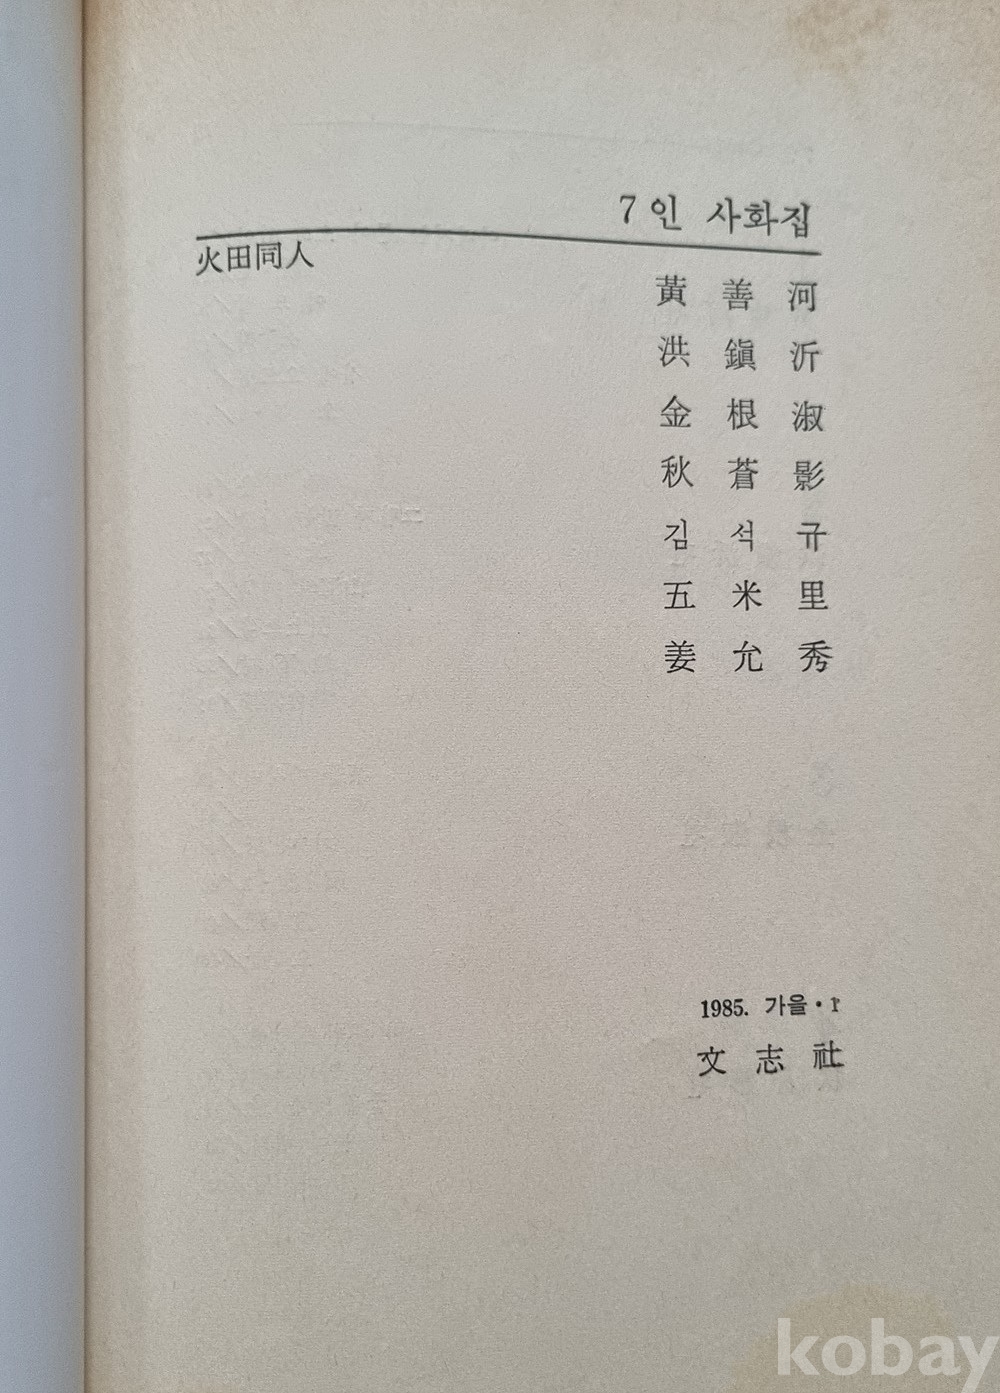 7인 사화집
火田同人
黃善河
洪鎭沂
金根淑
秋蒼影
김석규
五米里
姜允秀
1985. 가을·1
文志社
kobay